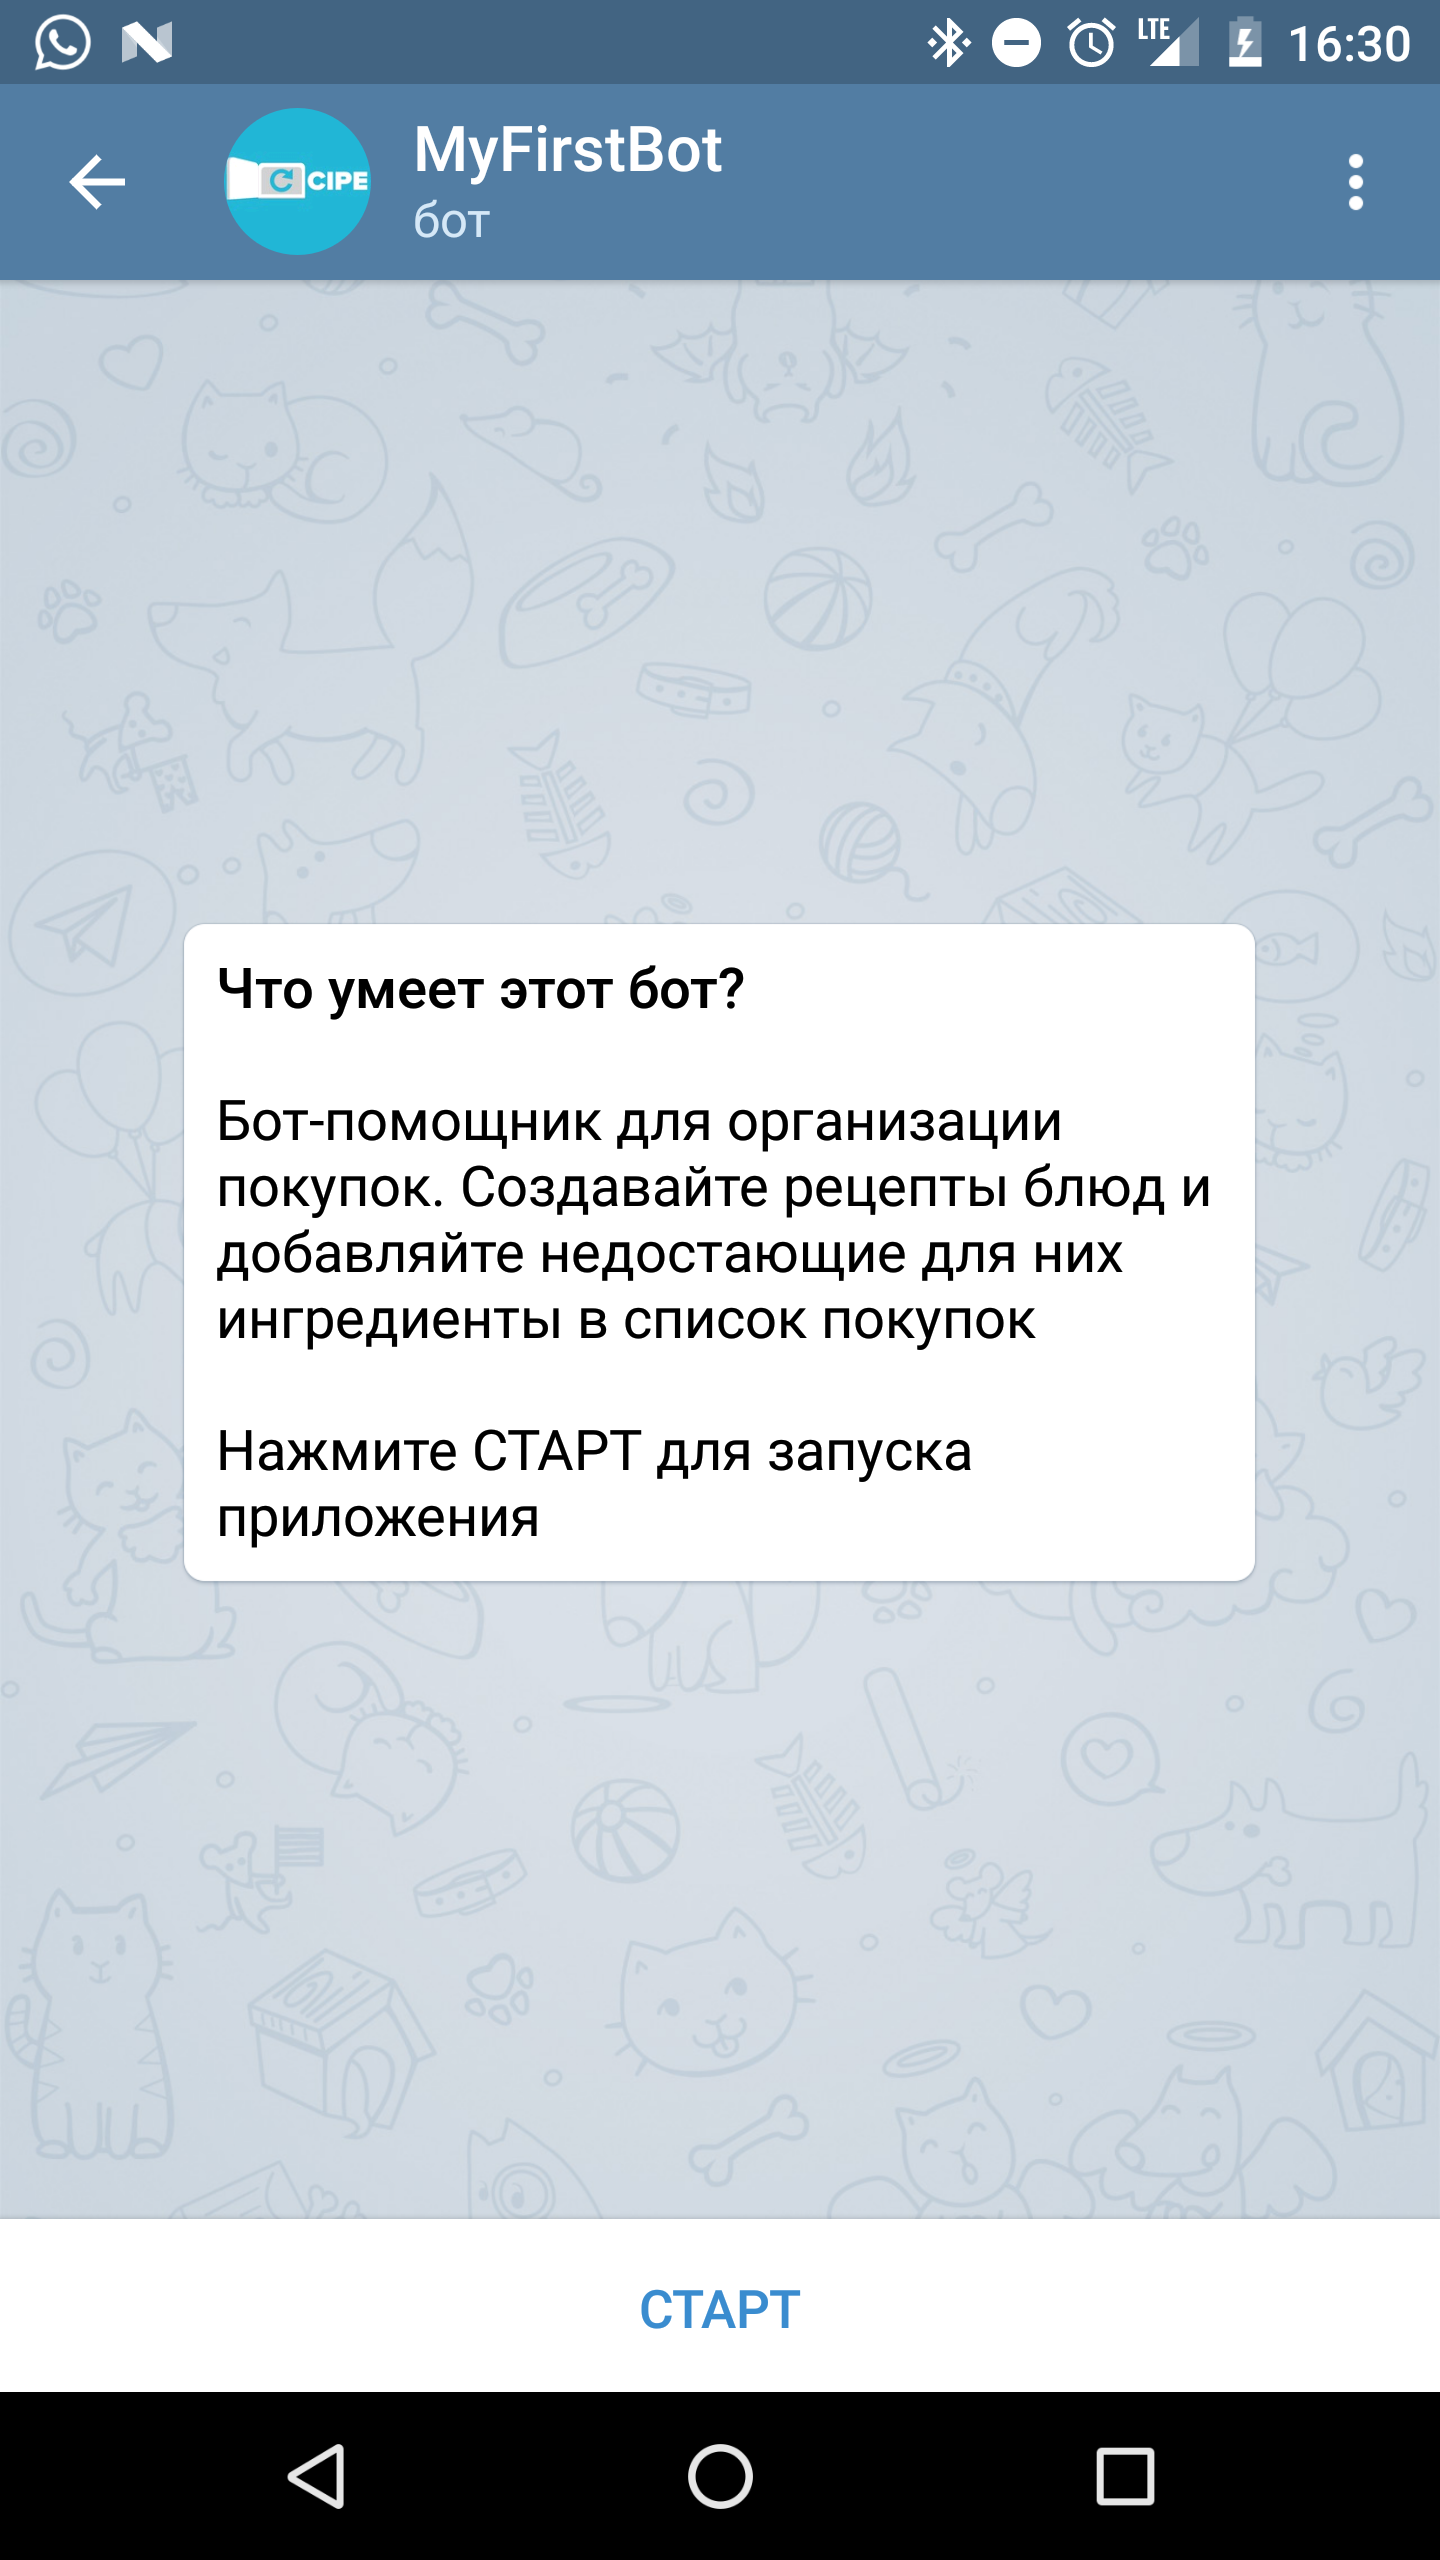 LTE 16:30
CIPE
MyFirstBot
бот
Что умеет этот бот?
Бот-помощник для организации
покупок. Создавайте рецепты блюд и
добавляйте недостающие для них
ингредиенты в список покупок
Нажмите СТАРТ для запуска
приложения
СТАРТ